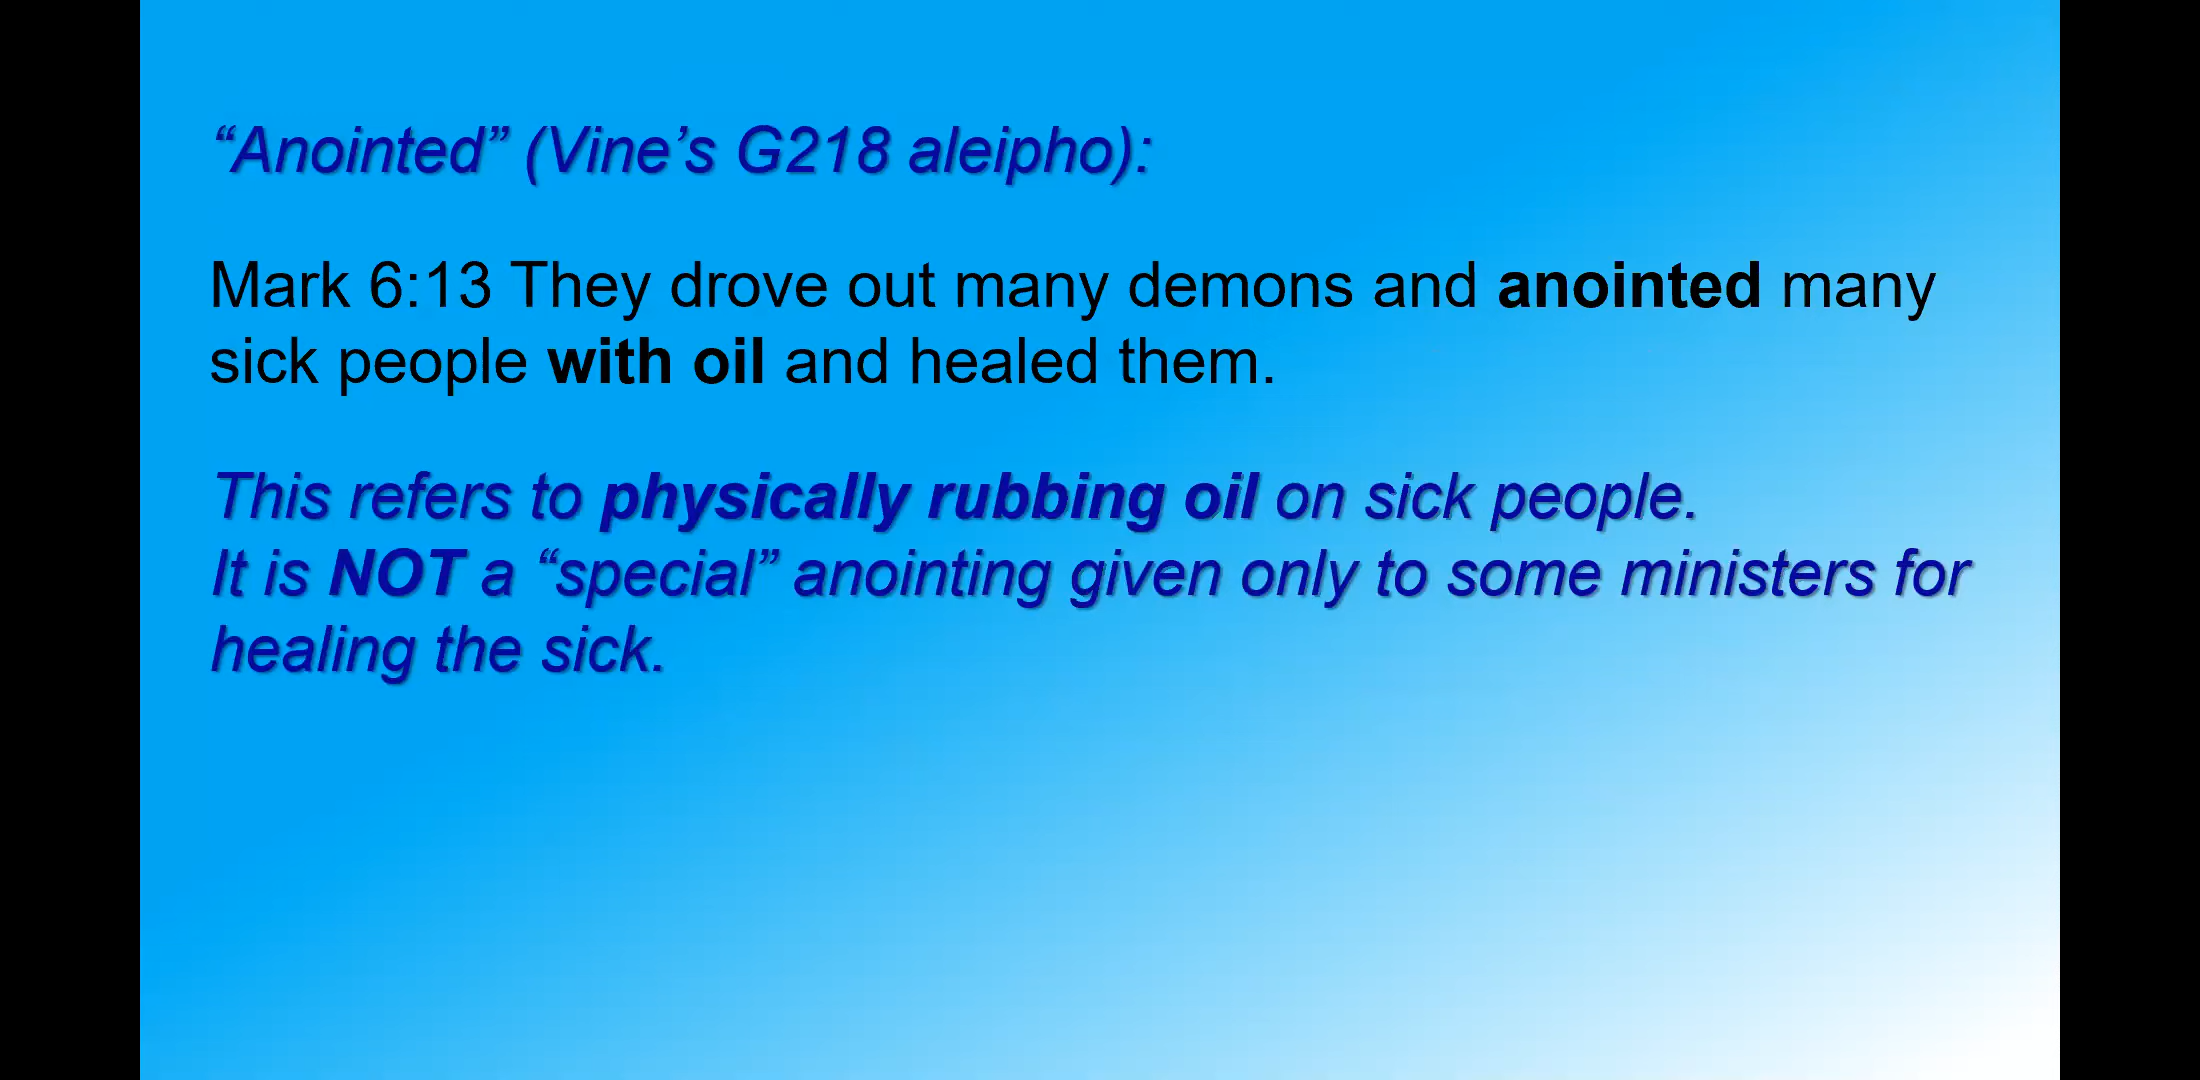 “Anointed” (Vine’s G218 aleipho):
Mark 6:13 They drove out many demons and anointed many
sick people with oil and healed them.
This refers to physically rubbing oil on sick people.
It is NOT a “special” anointing given only to some ministers for
healing the sick.